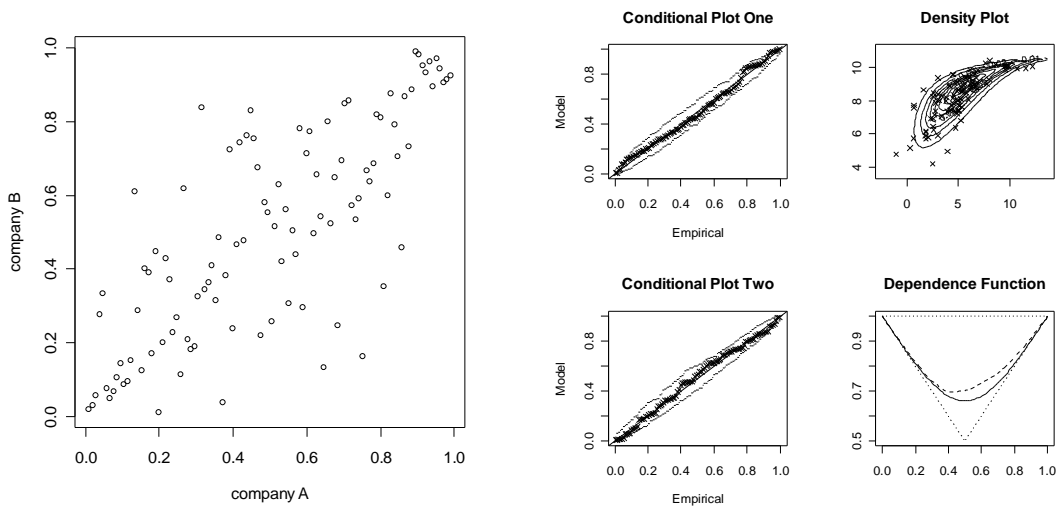 company B
1.0
0.8
0.6
0.4
0.2
0.0
0.0 0.2 0.4 0.6 0.8 1.0
company A
Conditional Plot One
Model
0.8
0.4
0.0
0.0 0.2 0.4 0.6 0.8 1.0
Empirical
Density Plot
10
8
6
4
0 5 10
Conditional Plot Two
Model
0.8
0.4
0.0
0.0 0.2 0.4 0.6 0.8 1.0
Empirical
Dependence Function
0.9
0.7
0.5
0.0 0.2 0.4 0.6 0.8 1.0